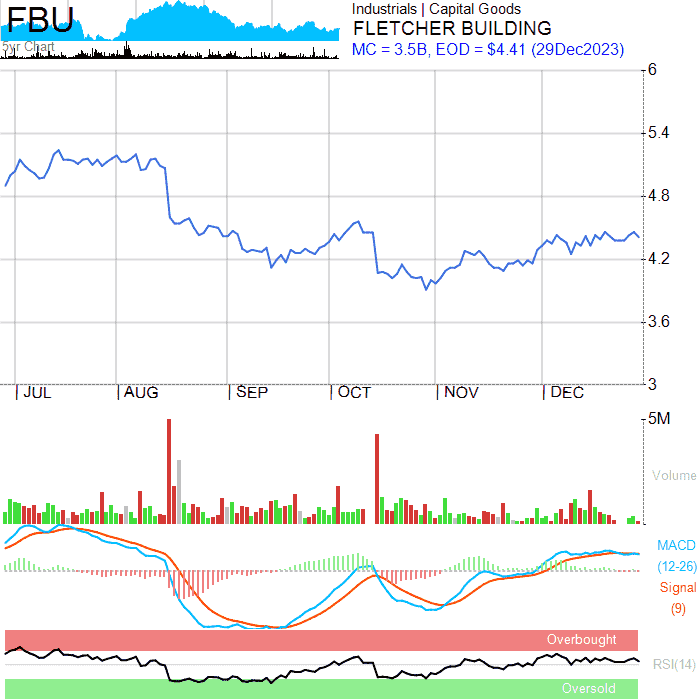 FBU
5yr Chart
Industrials | Capital Goods
FLETCHER BUILDING
MC = 3.5B, EOD = $4.41 (29Dec2023)
6
5.4
4.8
4.2
3.6
3
| JUL | AUG | SEP | OCT | NOV | DEC
5M
Volume
MACD
(12-26)
Signal
(9)
Overbought
RSI(14)
Oversold